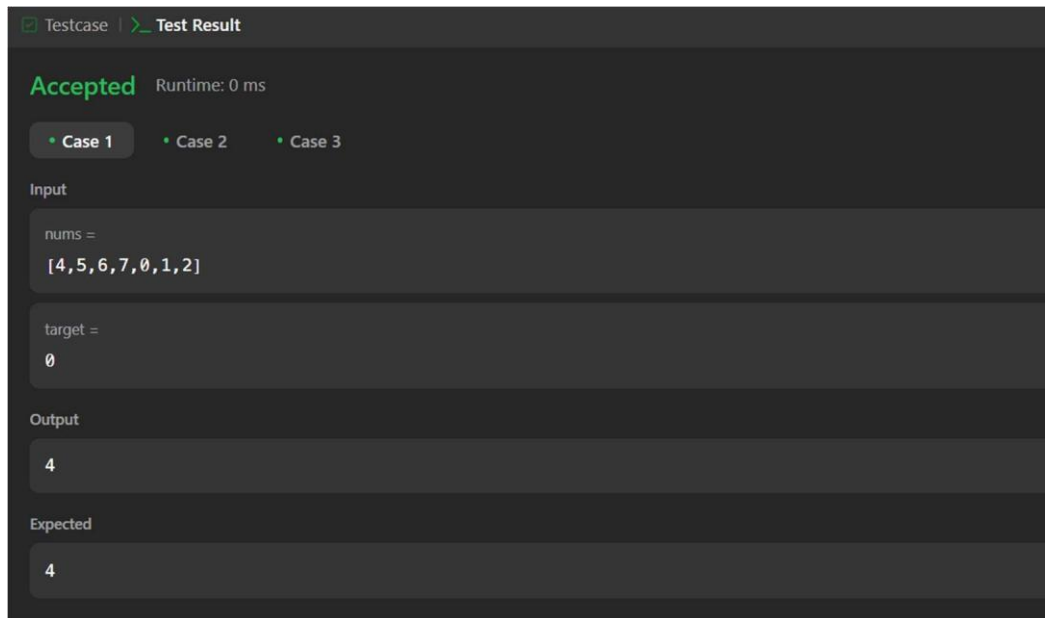 Testcase | >_ Test Result
Accepted Runtime: 0 ms
• Case 1 • Case 2 • Case 3
Input
nums =
[4,5,6,7,0,1,2]
target =
0
Output
4
Expected
4